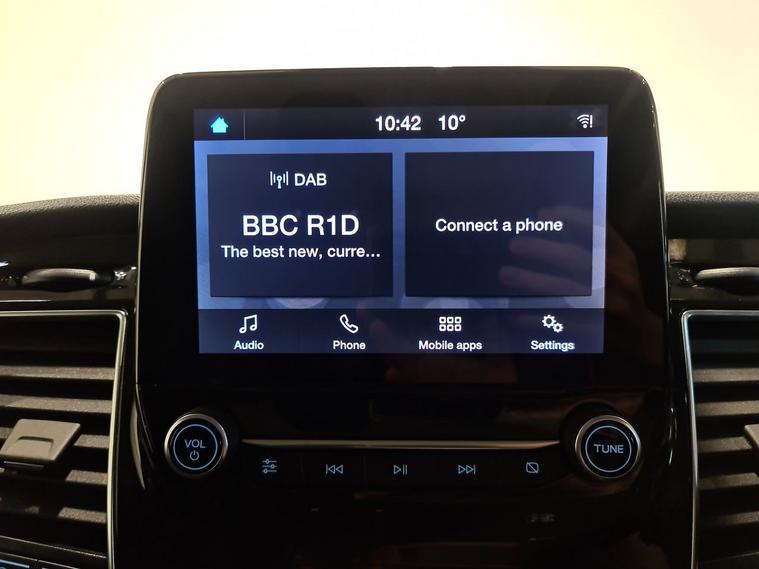 10:42 10°
DAB
BBC R1D
The best new, curre...
Connect a phone
Audio
Phone
Mobile apps
Settings
VOL
TUNE